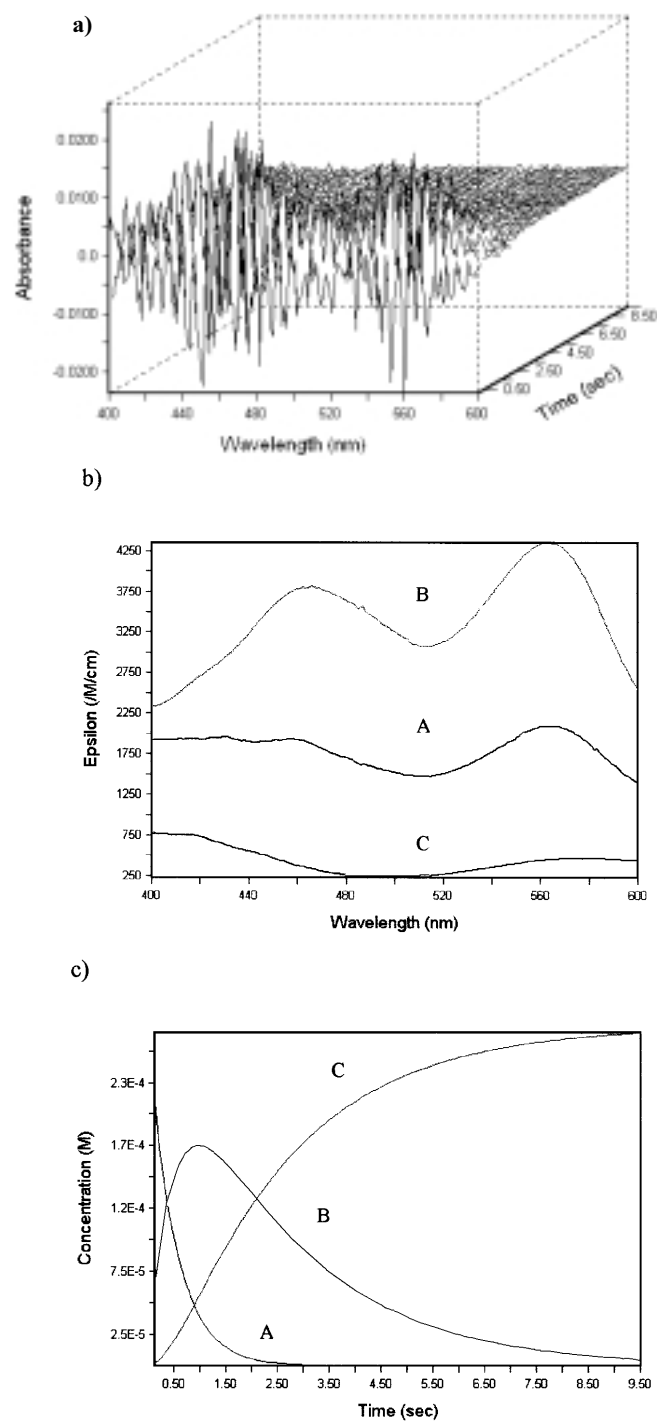 a)
0.0200
0.0100
0.0
-0.0100
-0.0200
Absorbance
400
440
480
520
560
600
Wavelength (nm)
0.50
2.50
4.50
6.50
8.50
Time (sec)
b)
4250
3750
3250
2750
2250
1750
1250
750
250
Epsilon (/M/cm)
B
A
C
400
440
480
520
560
600
Wavelength (nm)
c)
2.3E-4
1.7E-4
1.2E-4
7.5E-5
2.5E-5
Concentration (M)
C
B
A
0.50
1.50
2.50
3.50
4.50
5.50
6.50
7.50
8.50
9.50
Time (sec)